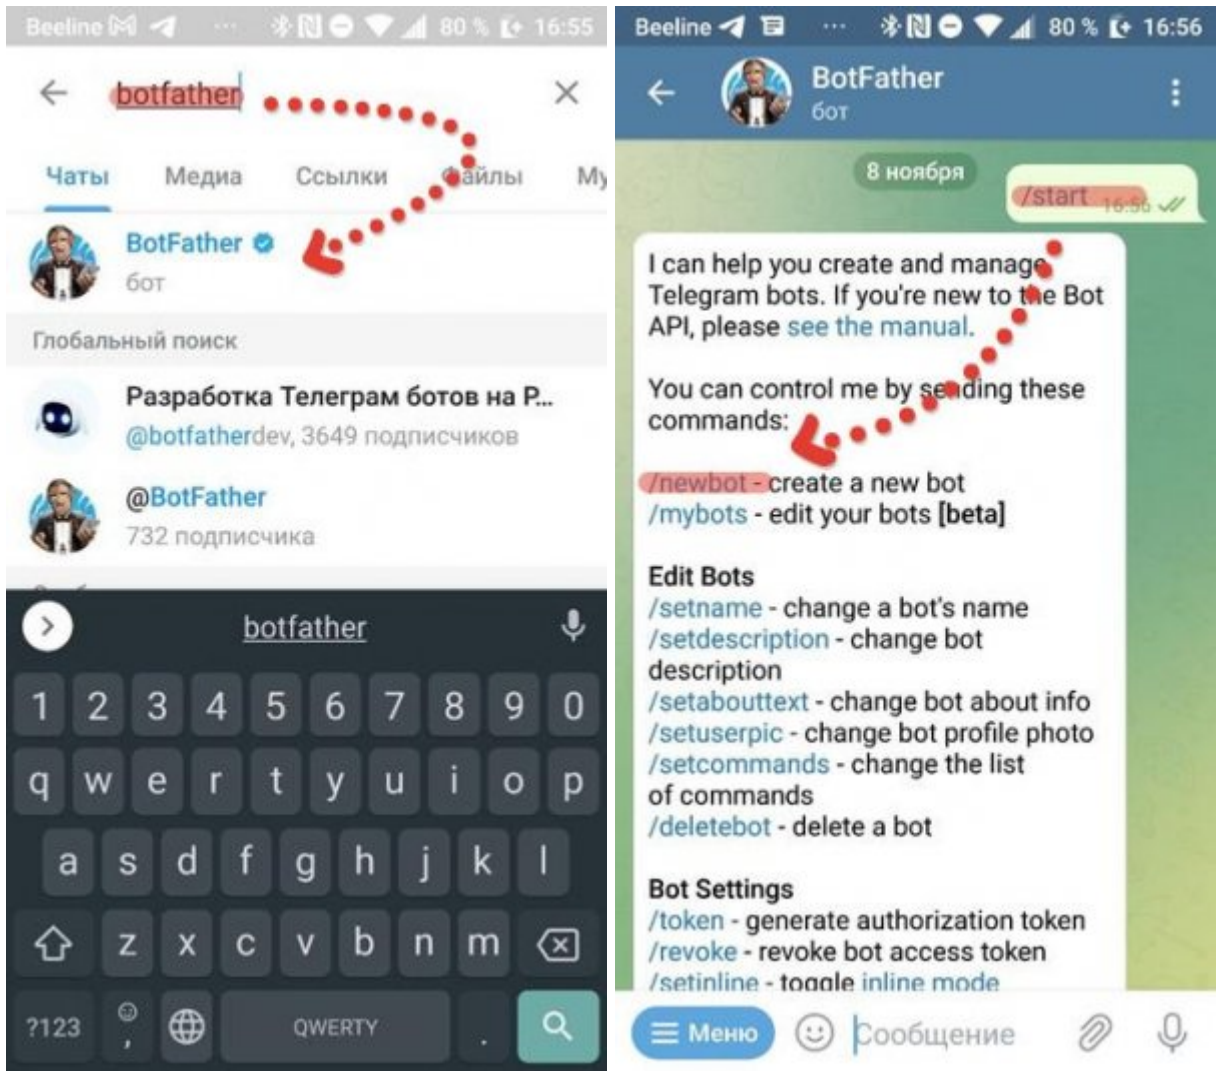 Beeline ... 80 % 16:55
botfather
Чаты Медиа Ссылки Файлы Му
BotFather
бот
Глобальный поиск
Разработка Телеграм ботов на Р...
@botfatherdev, 3649 подписчиков
@BotFather
732 подписчика
botfather
1 2 3 4 5 6 7 8 9 0
q w e r t y u i o p
a s d f g h j k l
z x c v b n m
?123 , QWERTY .
Beeline ... 80 % 16:56
BotFather
бот
8 ноября
/start 16:56
I can help you create and manage
Telegram bots. If you're new to the Bot
API, please see the manual.
You can control me by sending these
commands:
/newbot - create a new bot
/mybots - edit your bots [beta]
Edit Bots
/setname - change a bot's name
/setdescription - change bot
description
/setabouttext - change bot about info
/setuserpic - change bot profile photo
/setcommands - change the list
of commands
/deletebot - delete a bot
Bot Settings
/token - generate authorization token
/revoke - revoke bot access token
/setinline - toggle inline mode
Меню Сообщение